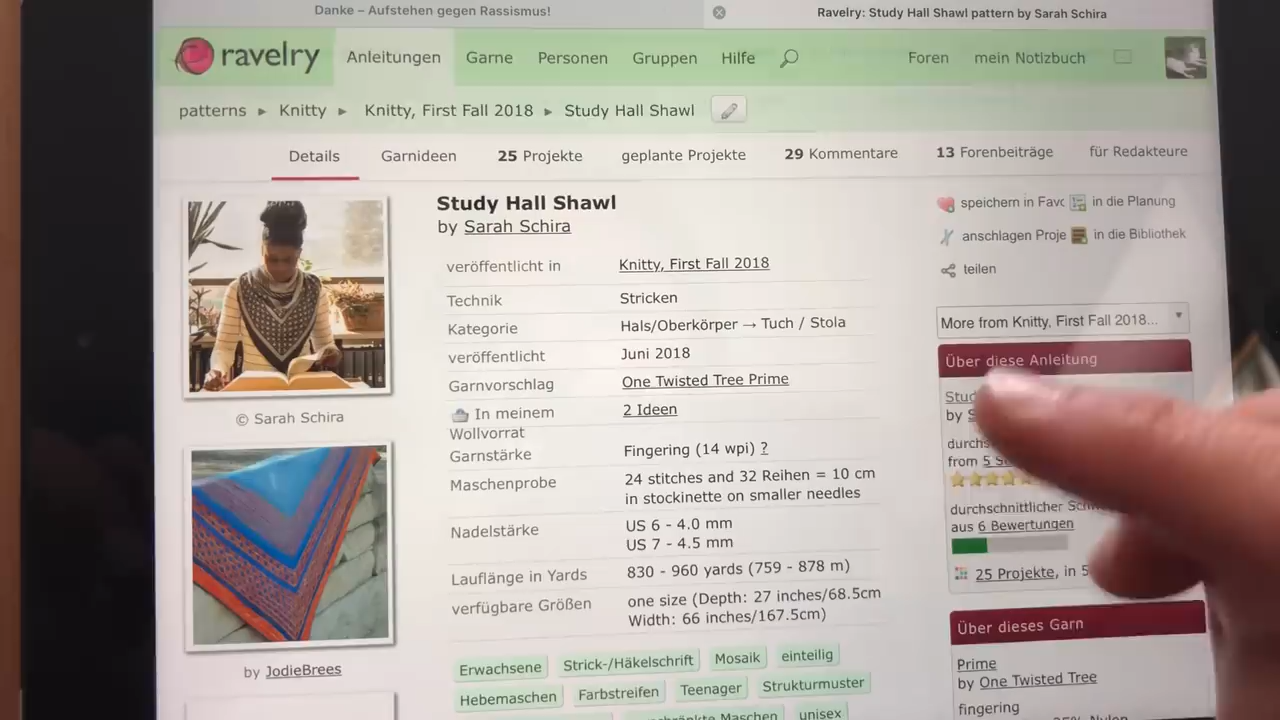 Danke – Aufstehen gegen Rassismus!
Ravelry: Study Hall Shawl pattern by Sarah Schira
ravelry
Anleitungen Garne Personen Gruppen Hilfe Foren mein Notizbuch
patterns ► Knitty ► Knitty, First Fall 2018 ► Study Hall Shawl
Details Garnideen 25 Projekte geplante Projekte 29 Kommentare 13 Forenbeiträge für Redakteure
© Sarah Schira
by JodieBrees
Study Hall Shawl
by Sarah Schira
veröffentlicht in Knitty, First Fall 2018
Technik Stricken
Kategorie Hals/Oberkörper → Tuch / Stola
veröffentlicht Juni 2018
Garnvorschlag One Twisted Tree Prime
In meinem Wollvorrat 2 Ideen
Garnstärke Fingering (14 wpi) ?
Maschenprobe 24 stitches and 32 Reihen = 10 cm
in stockinette on smaller needles
Nadelstärke US 6 - 4.0 mm
US 7 - 4.5 mm
Lauflänge in Yards 830 - 960 yards (759 - 878 m)
verfügbare Größen one size (Depth: 27 inches/68.5cm
Width: 66 inches/167.5cm)
Erwachsene Strick-/Häkelschrift Mosaik einteilig
Hebemaschen Farbstreifen Teenager Strukturmuster
Maschen unisex
speichern in Favo in die Planung
anschlagen Proje in die Bibliothek
teilen
More from Knitty, First Fall 2018...
Über diese Anleitung
by
from 5
durchschnittlicher
aus 6 Bewertungen
25 Projekte, in 5
Über dieses Garn
Prime
by One Twisted Tree
fingering